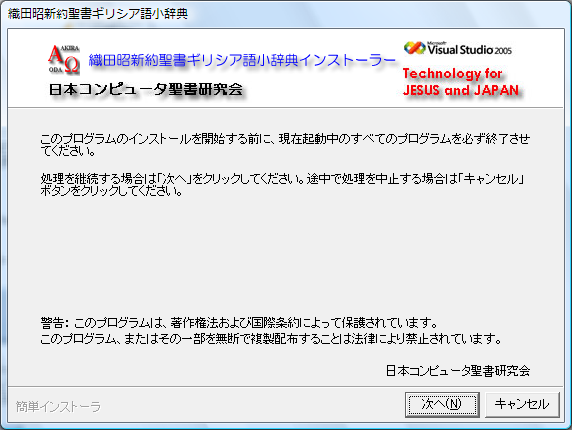 織田昭新約聖書ギリシア語小辞典
AKIRA
ΑΩ
ODA
織田昭新約聖書ギリシア語小辞典インストーラー
日本コンピュータ聖書研究会
Microsoft
Visual Studio 2005
Technology for
JESUS and JAPAN
このプログラムのインストールを開始する前に、現在起動中のすべてのプログラムを必ず終了させ
てください。
処理を継続する場合は「次へ」をクリックしてください。途中で処理を中止する場合は「キャンセル」
ボタンをクリックしてください。
警告: このプログラムは、著作権法および国際条約によって保護されています。
このプログラム、またはその一部を無断で複製配布することは法律により禁止されています。
日本コンピュータ聖書研究会
簡単インストーラ
次へ(N)
キャンセル